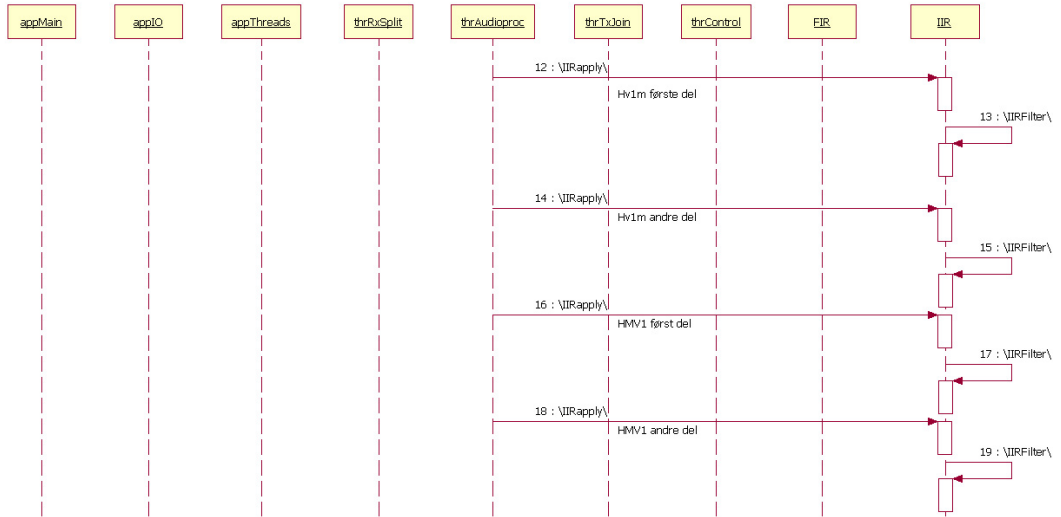 appMain
appIO
appThreads
thrRxSplit
thrAudioproc
thrTxJoin
thrControl
FIR
IIR
12 : \IIRapply\
Hv1m første del
13 : \IIRFilter\
14 : \IIRapply\
Hv1m andre del
15 : \IIRFilter\
16 : \IIRapply\
HMV1 først del
17 : \IIRFilter\
18 : \IIRapply\
HMV1 andre del
19 : \IIRFilter\